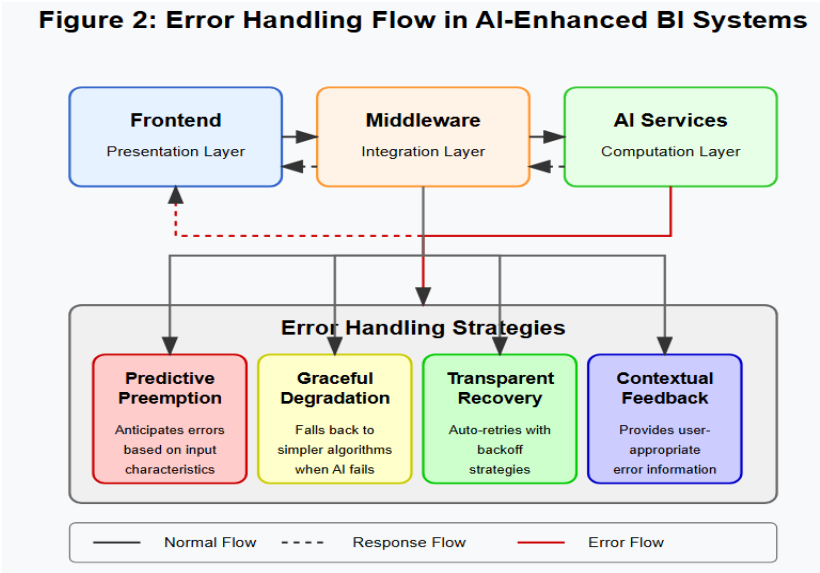 Figure 2: Error Handling Flow in AI-Enhanced BI Systems
Frontend
Presentation Layer
Middleware
Integration Layer
AI Services
Computation Layer
Error Handling Strategies
Predictive
Preemption
Anticipates errors
based on input
characteristics
Graceful
Degradation
Falls back to
simpler algorithms
when AI fails
Transparent
Recovery
Auto-retries with
backoff
strategies
Contextual
Feedback
Provides user-
appropriate
error information
Normal Flow
Response Flow
Error Flow